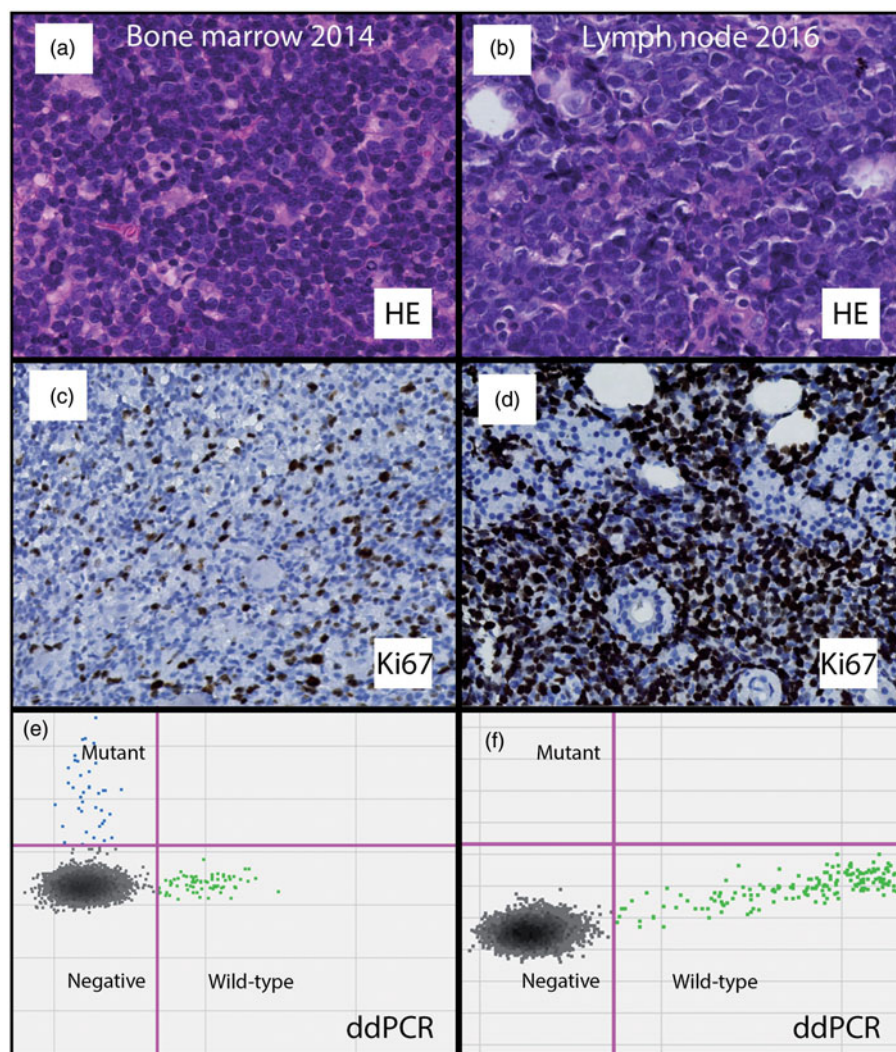 (a) Bone marrow 2014
(b) Lymph node 2016
HE
HE
(c)
(d)
Ki67
Ki67
(e)
Mutant
(f)
Mutant
Negative
Wild-type
Negative
Wild-type
ddPCR
ddPCR